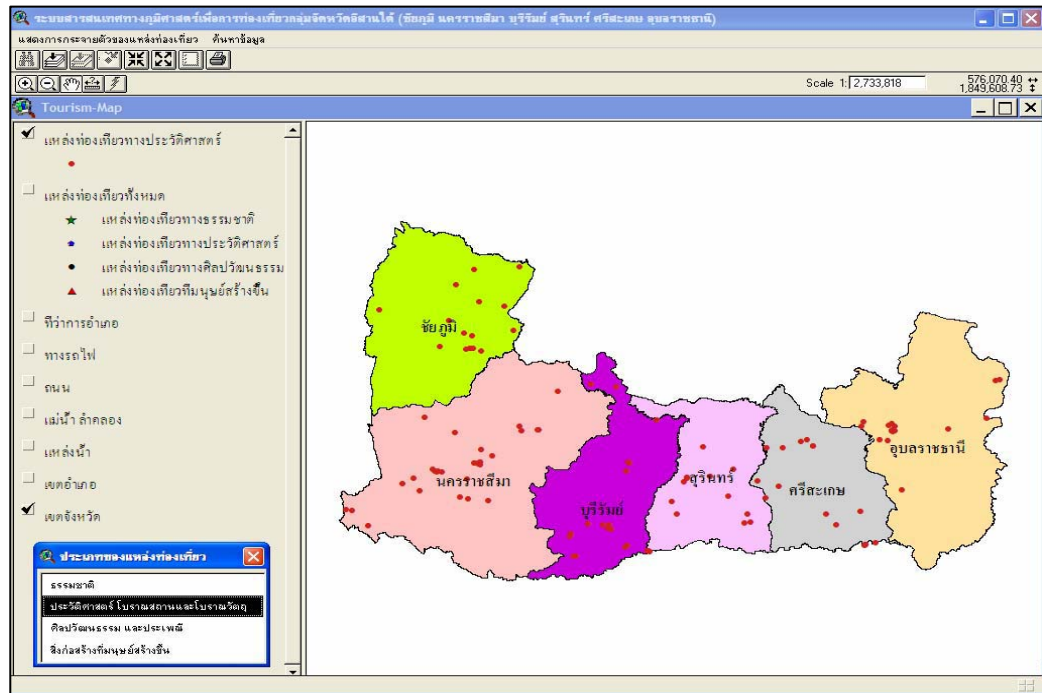 ระบบสารสนเทศทางภูมิศาสตร์เพื่อการท่องเที่ยวกลุ่มจังหวัดอีสานใต้ (ชัยภูมิ นครราชสีมา บุรีรัมย์ สุรินทร์ ศรีสะเกษ อุบลราชธานี)
แสดงการกระจายตัวของแหล่งท่องเที่ยว ค้นหาข้อมูล
Scale 1: 2,733,818
576,070.40
1,849,608.73
Tourism-Map
แหล่งท่องเที่ยวทางประวัติศาสตร์
แหล่งท่องเที่ยวทั้งหมด
แหล่งท่องเที่ยวทางธรรมชาติ
แหล่งท่องเที่ยวทางประวัติศาสตร์
แหล่งท่องเที่ยวทางศิลปวัฒนธรรม
แหล่งท่องเที่ยวที่มนุษย์สร้างขึ้น
ที่ว่าการอำเภอ
ทางรถไฟ
ถนน
แม่น้ำ ลำคลอง
แหล่งน้ำ
เขตอำเภอ
เขตจังหวัด
ประเภทของแหล่งท่องเที่ยว
ธรรมชาติ
ประวัติศาสตร์ โบราณสถานและโบราณวัตถุ
ศิลปวัฒนธรรม และประเพณี
สิ่งก่อสร้างที่มนุษย์สร้างขึ้น
ชัยภูมิ
นครราชสีมา
บุรีรัมย์
สุรินทร์
ศรีสะเกษ
อุบลราชธานี